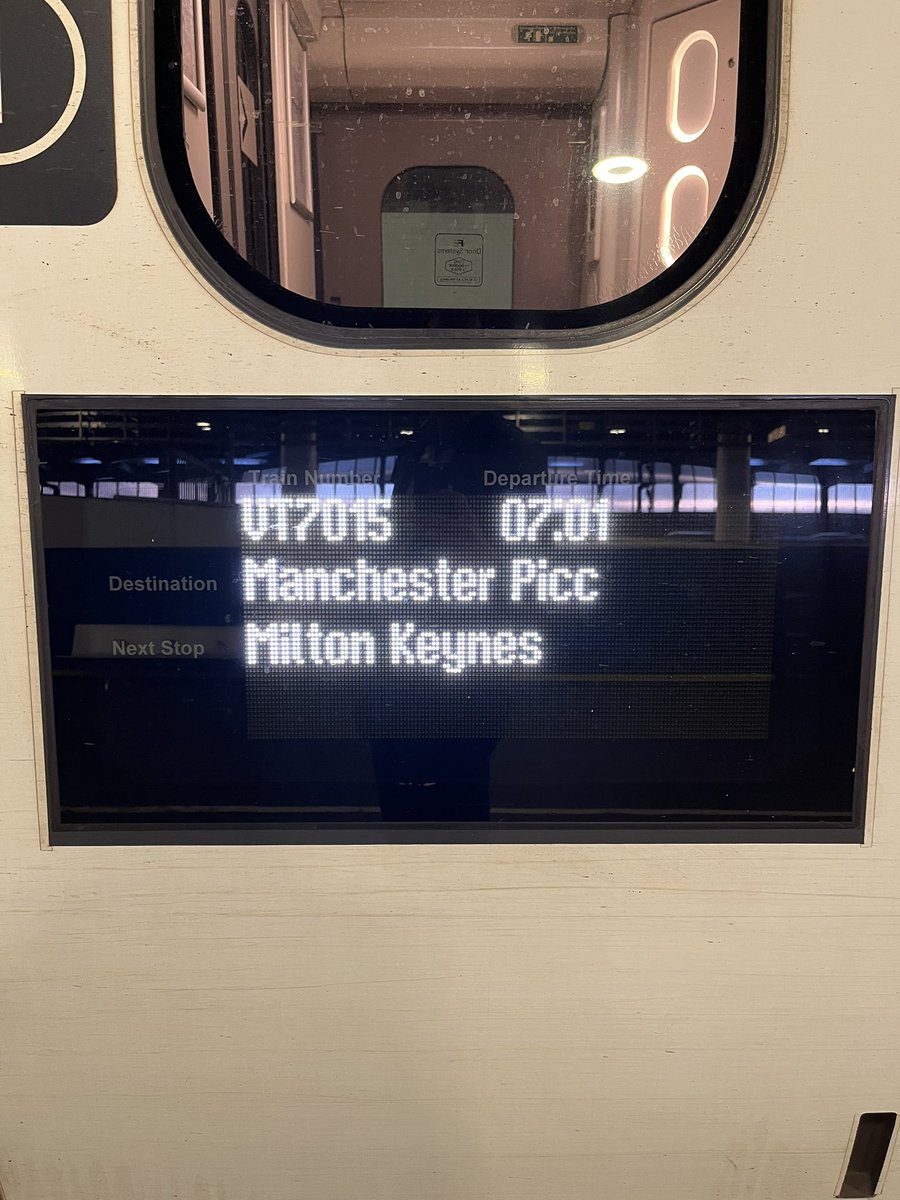 Train Number Departure Time
VT7015 07.01
Destination Manchester Picc
Next Stop Milton Keynes